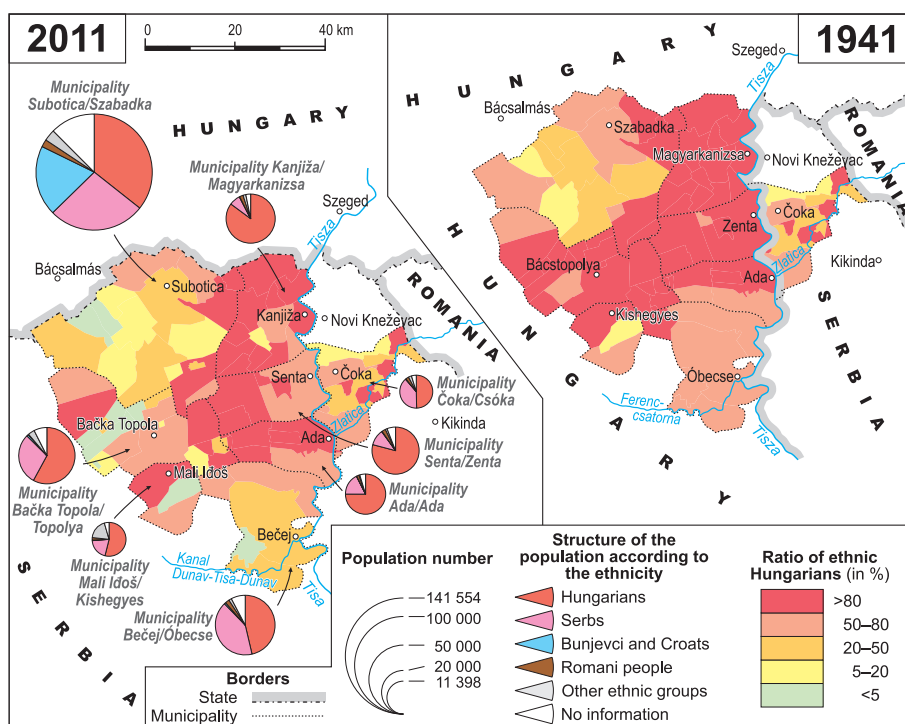 2011
0 20 40 km
1941
HUNGARY
HUNGARY
HUNGARY
ROMANIA
ROMANIA
SERBIA
SERBIA
Municipality
Subotica/Szabadka
Municipality Kanjiža/
Magyarkanizsa
Szeged
Tisza
Bácsalmás
Subotica
Kanjiža
Novi Kneževac
Senta
Čoka
Zlatica
Municipality
Čoka/Csóka
Kikinda
Bačka Topola
Ada
Municipality
Senta/Zenta
Mali Iđoš
Municipality
Bačka Topola/
Topolya
Municipality
Ada/Ada
Bečej
Municipality
Mali Iđoš/
Kishegyes
Kanal
Dunav-Tisa-Dunav
Tisa
Municipality
Bečej/Óbecse
Szeged
Tisza
Bácsalmás
Szabadka
Magyarkanizsa
Novi Kneževac
Zenta
Čoka
Zlatica
Bácstopolya
Ada
Kikinda
Kishegyes
Óbecse
Ferenc-
csatorna
Tisza
Borders
State
Municipality
Population number
141 554
100 000
50 000
20 000
11 398
Structure of the
population according to
the ethnicity
Hungarians
Serbs
Bunjevci and Croats
Romani people
Other ethnic groups
No information
Ratio of ethnic
Hungarians (in %)
>80
50–80
20–50
5–20
<5